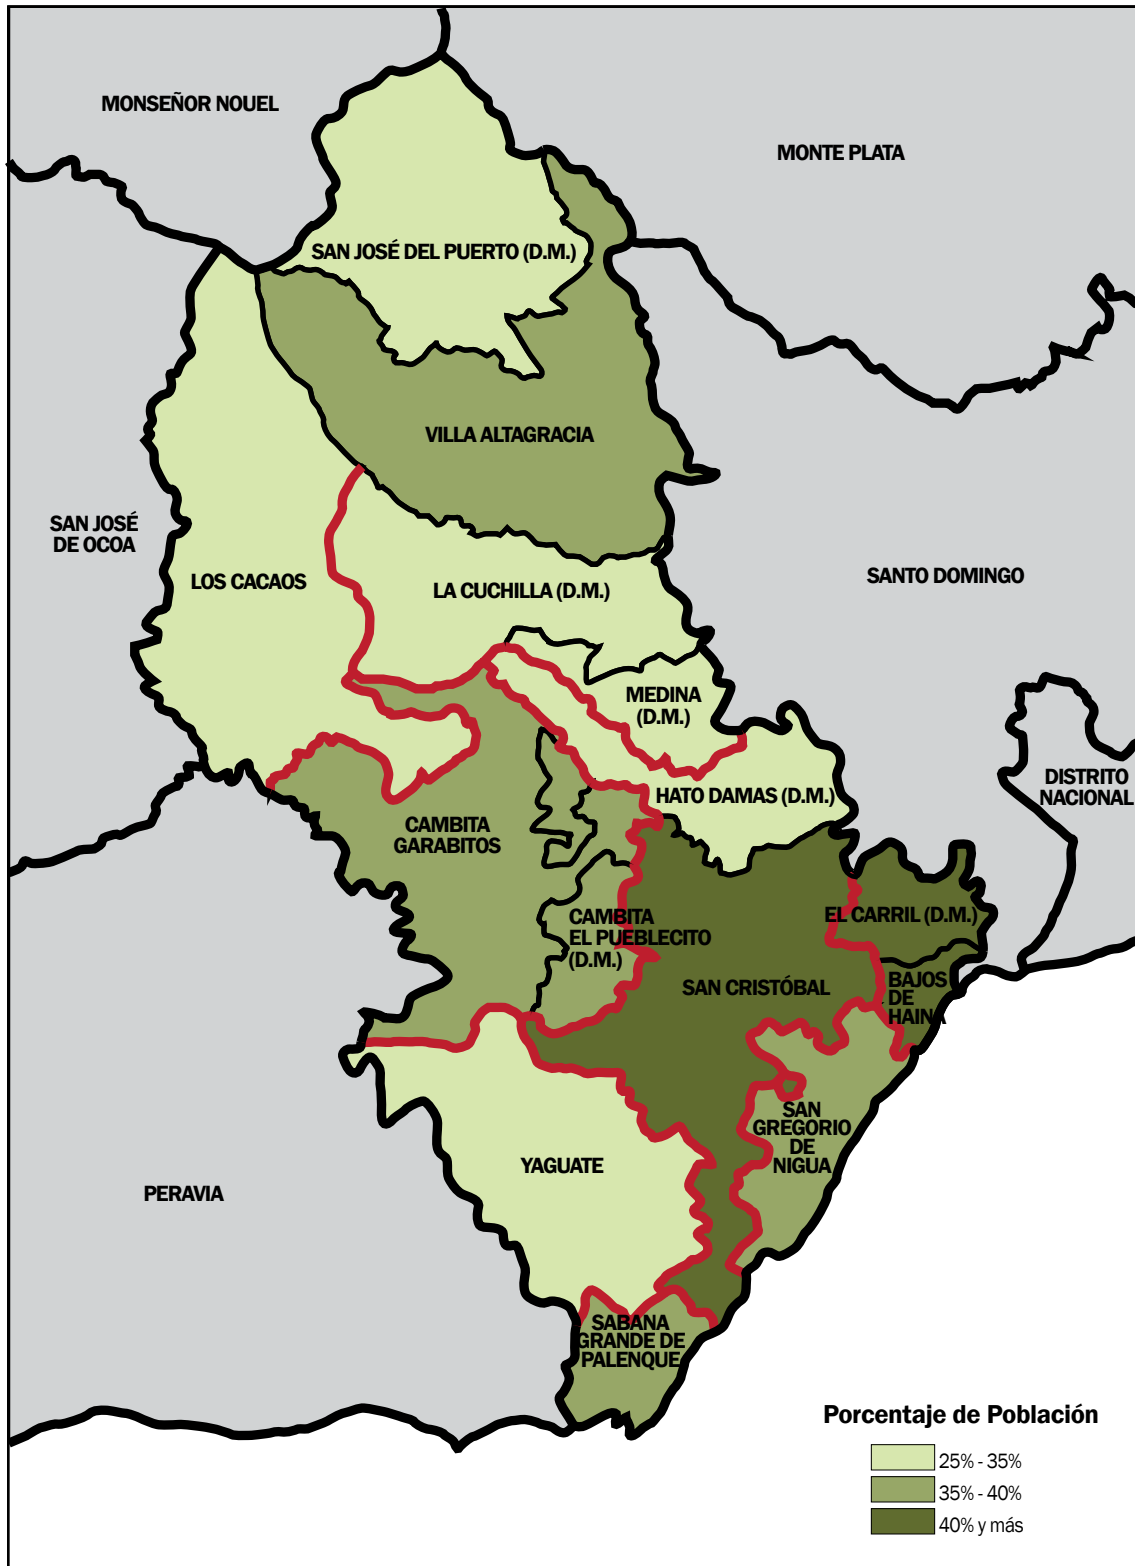 MONSEÑOR NOUEL
MONTE PLATA
SAN JOSÉ DEL PUERTO (D.M.)
VILLA ALTAGRACIA
SAN JOSÉ
DE OCOA
LOS CACAOS
LA CUCHILLA (D.M.)
SANTO DOMINGO
MEDINA
(D.M.)
HATO DAMAS (D.M.)
DISTRITO
NACIONAL
CAMBITA
GARABITOS
CAMBITA
EL PUEBLECITO
(D.M.)
EL CARRIL (D.M.)
SAN CRISTÓBAL
BAJOS
DE
HAINA
SAN
GREGORIO
DE
NIGUA
YAGUATE
PERAVIA
SABANA
GRANDE DE
PALENQUE
Porcentaje de Población
25% - 35%
35% - 40%
40% y más